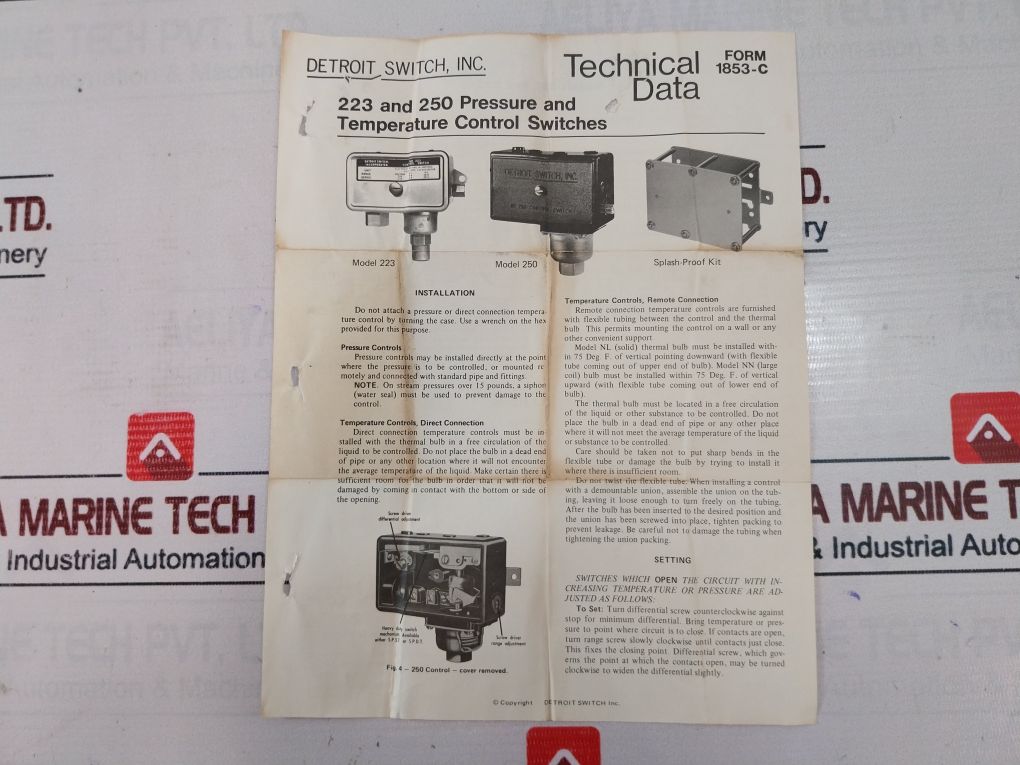 DETROIT SWITCH, INC.
Technical
Data
FORM
1853-C
223 and 250 Pressure and
Temperature Control Switches
DETROIT SWITCH, INC.
Model 223
Model 250
Splash-Proof Kit
INSTALLATION
Do not attach a pressure or direct connection tempera-
ture control by turning the case. Use a wrench on the hex
provided for this purpose.
Pressure Controls
Pressure controls may be installed directly at the point
where the pressure is to be controlled, or mounted re-
motely and connected with standard pipe and fittings.
NOTE. On stream pressures over 15 pounds, a siphon
(water seal) must be used to prevent damage to the
control.
Temperature Controls, Direct Connection
Direct connection temperature controls must be in-
stalled with the thermal bulb in a free circulation of the
liquid to be controlled. Do not place the bulb in a dead end
of pipe or any other location where it will not encounter
the average temperature of the liquid. Make certain there is
sufficient room for the bulb in order that it will not be
damaged by coming in contact with the bottom or side of
the opening.
Screw driver
differential adjustment
Heavy duty switch
mechanism Available
either S.P.S.T. or S.P.D.T.
Screw driver
range adjustment
Fig. 4 — 250 Control — cover removed.
Temperature Controls, Remote Connection
Remote connection temperature controls are furnished
with flexible tubing between the control and the thermal
bulb This permits mounting the control on a wall or any
other convenient support
Model NL (solid) thermal bulb must be installed with-
in 75 Deg. F. of vertical pointing downward (with flexible
tube coming out of upper end of bulb). Model NN (large
coil) bulb must be installed within 75 Deg. F. of vertical
upward (with flexible tube coming out of lower end of
bulb).
The thermal bulb must be located in a free circulation
of the liquid or other substance to be controlled. Do not
place the bulb in a dead end of pipe or any other place
where it will not meet the average temperature of the liquid
or substance to be controlled.
Care should be taken not to put sharp bends in the
flexible tube or damage the bulb by trying to install it
where there is insufficient room.
Do not twist the flexible tube. When installing a control
with a demountable union, assemble the union on the tub-
ing, leaving it loose enough to turn freely on the tubing.
After the bulb has been inserted to the desired position and
the union has been screwed into place, tighten packing to
prevent leakage. Be careful not to damage the tubing when
tightening the union packing.
SETTING
SWITCHES WHICH OPEN THE CIRCUIT WITH IN-
CREASING TEMPERATURE OR PRESSURE ARE AD-
JUSTED AS FOLLOWS:
To Set: Turn differential screw counterclockwise against
stop for minimum differential. Bring temperature or pres-
sure to point where circuit is to close. If contacts are open,
turn range screw slowly clockwise until contacts just close.
This fixes the closing point. Differential screw, which gov-
erns the point at which the contacts open, may be turned
clockwise to widen the differential slightly.
© Copyright DETROIT SWITCH Inc.
LTD.
nery
A MARINE TECH
Industrial Automation
ry
A MARINE T
& Industrial Auto